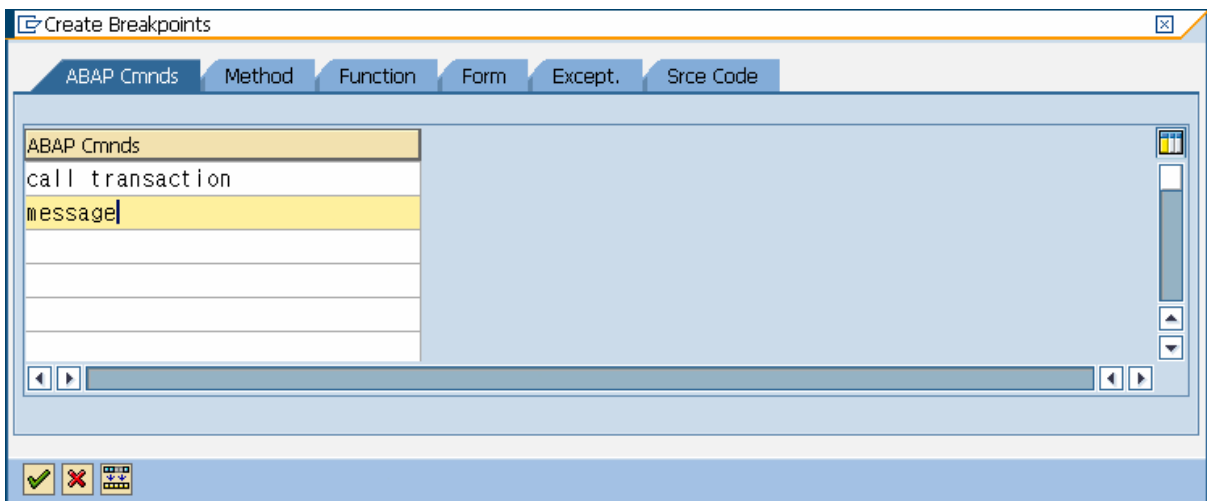 Create Breakpoints
ABAP Cmnds Method Function Form Except. Srce Code
ABAP Cmnds
call transaction
message